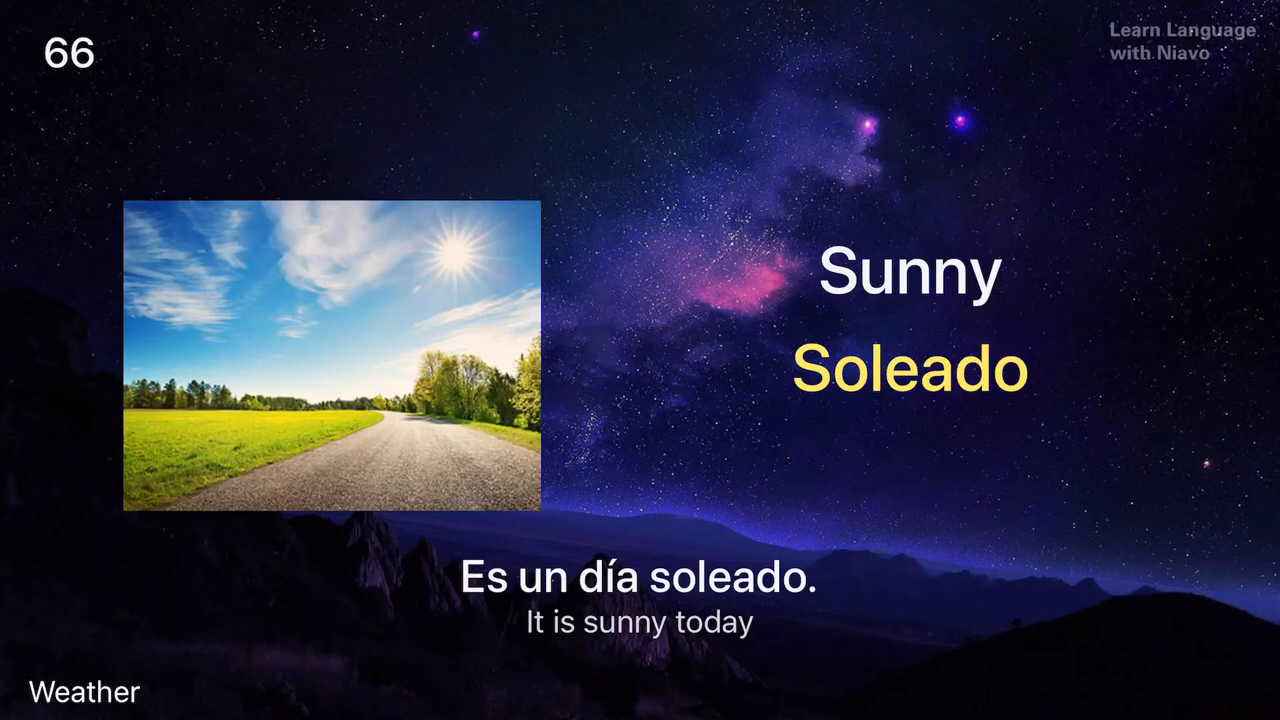 66
Learn Language
with Niavo
Sunny
Soleado
Es un día soleado.
It is sunny today
Weather